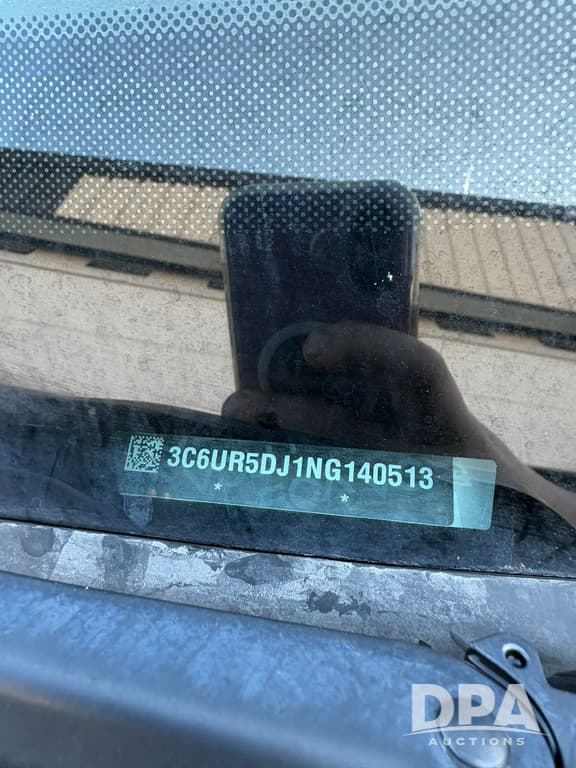 3C6UR5DJ1NG140513
* *
DPA
AUCTIONS